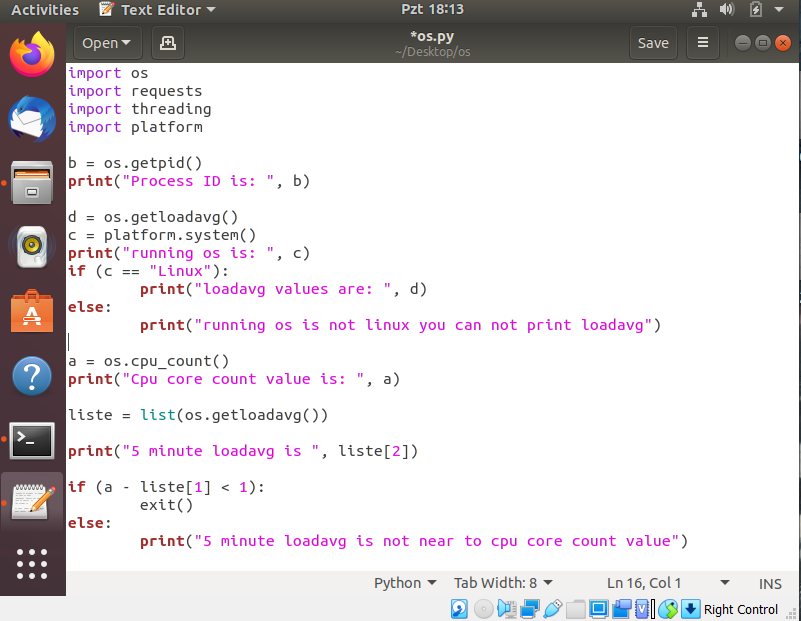 Activities Text Editor Pzt 18:13
Open *os.py Save
~/Desktop/os
import os
import requests
import threading
import platform
b = os.getpid()
print("Process ID is: ", b)
d = os.getloadavg()
c = platform.system()
print("running os is: ", c)
if (c == "Linux"):
        print("loadavg values are: ", d)
else:
        print("running os is not linux you can not print loadavg")
a = os.cpu_count()
print("Cpu core count value is: ", a)
liste = list(os.getloadavg())
print("5 minute loadavg is ", liste[2])
if (a - liste[1] < 1):
        exit()
else:
        print("5 minute loadavg is not near to cpu core count value")
Python Tab Width: 8 Ln 16, Col 1 INS
Right Control